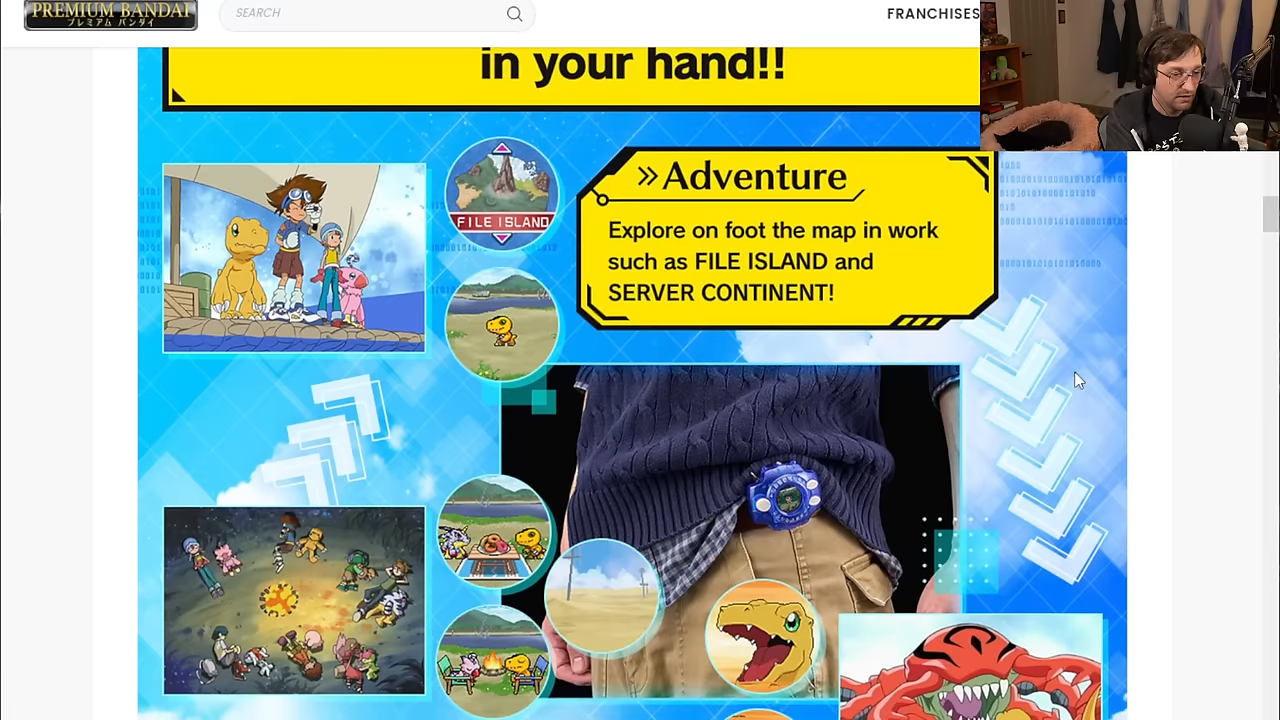 PREMIUM BANDAI
プレミアム バンダイ
SEARCH
FRANCHISES
in your hand!!
FILE ISLAND
Adventure
Explore on foot the map in work
such as FILE ISLAND and
SERVER CONTINENT!